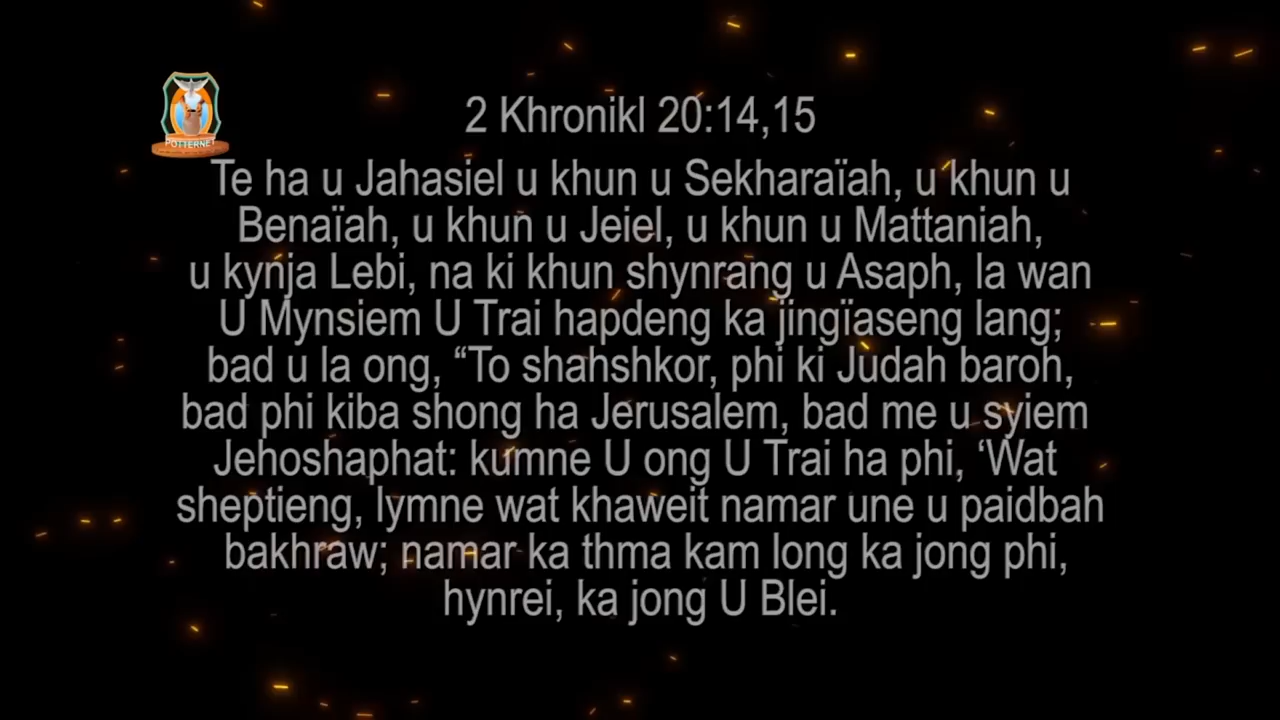 2 Khronikl 20:14,15
POTTERNET
Te ha u Jahasiel u khun u Sekharaïah, u khun u
Benaïah, u khun u Jeiel, u khun u Mattaniah,
u kynja Lebi, na ki khun shynrang u Asaph, la wan
U Mynsiem U Trai hapdeng ka jingïaseng lang;
bad u la ong, “To shahshkor, phi ki Judah baroh,
bad phi kiba shong ha Jerusalem, bad me u syiem
Jehoshaphat: kumne U ong U Trai ha phi, ‘Wat
sheptieng, lymne wat khaweit namar une u paidbah
bakhraw; namar ka thma kam long ka jong phi,
hynrei, ka jong U Blei.